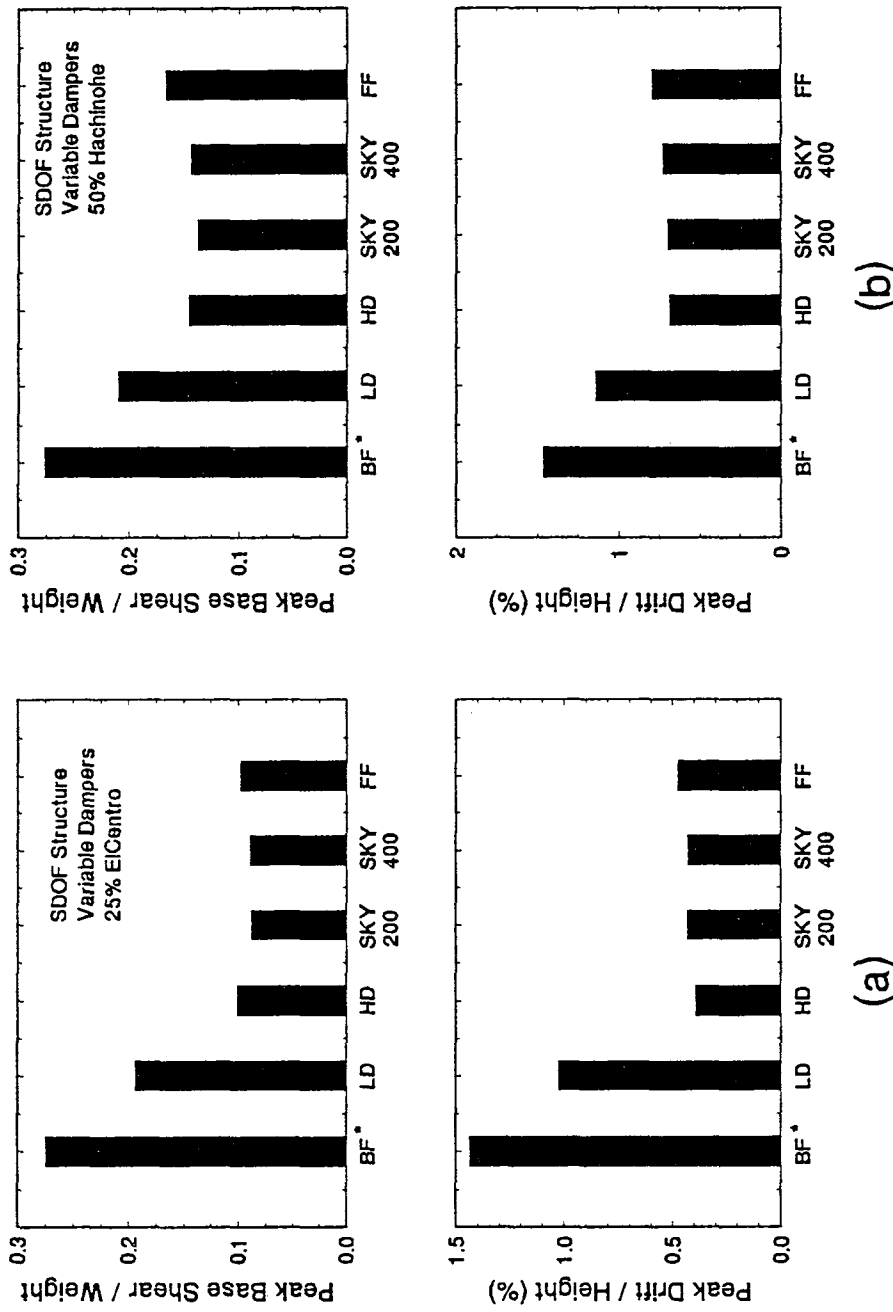 Peak Base Shear / Weight
0.3
0.2
0.1
0.0
SDOF Structure
Variable Dampers
25% ElCentro
BF* LD HD SKY SKY FF
200 400
Peak Drift / Height (%)
1.5
1.0
0.5
0.0
BF* LD HD SKY SKY FF
200 400
(a)
Peak Base Shear / Weight
0.3
0.2
0.1
0.0
SDOF Structure
Variable Dampers
50% Hachinohe
BF* LD HD SKY SKY FF
200 400
Peak Drift / Height (%)
2
1
0
BF* LD HD SKY SKY FF
200 400
(b)